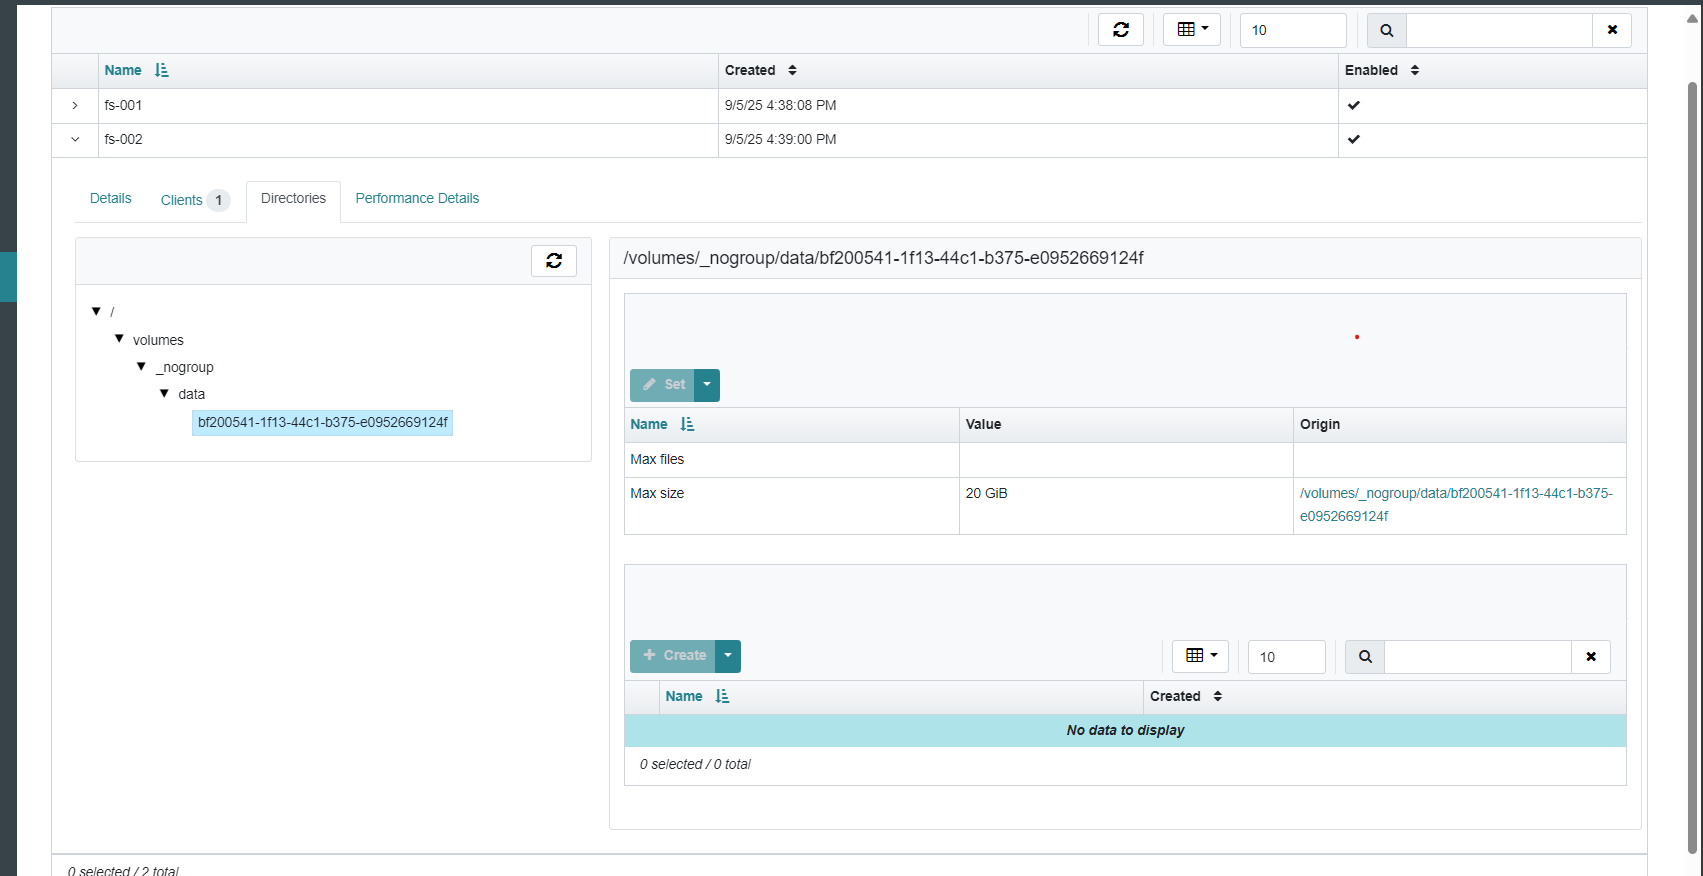 10
Name Created Enabled
fs-001 9/5/25 4:38:08 PM
fs-002 9/5/25 4:39:00 PM
Details Clients 1 Directories Performance Details
/
volumes
_nogroup
data
bf200541-1f13-44c1-b375-e0952669124f
/volumes/_nogroup/data/bf200541-1f13-44c1-b375-e0952669124f
Set
Name Value Origin
Max files
Max size 20 GiB /volumes/_nogroup/data/bf200541-1f13-44c1-b375-
e0952669124f
Create 10
Name Created
No data to display
0 selected / 0 total
0 selected / 2 total